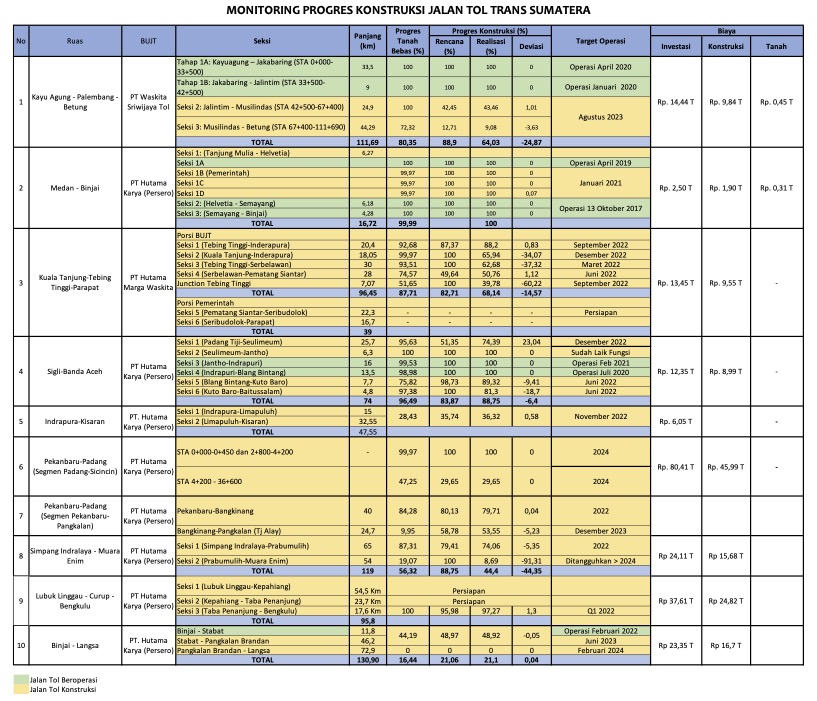 MONITORING PROGRES KONSTRUKSI JALAN TOL TRANS SUMATERA
No Ruas BUJT Seksi Panjang (km) Progres Tanah Bebas (%) Progres Konstruksi (%) Rencana (%) Realisasi (%) Deviasi Target Operasi Biaya Investasi Konstruksi Tanah
1 Kayu Agung - Palembang - Betung PT Waskita Sriwijaya Tol Rp. 14,44 T Rp. 9,84 T Rp. 0,45 T
Tahap 1A: Kayuagung – Jakabaring (STA 0+000-33+500) 33,5 100 100 100 0 Operasi April 2020
Tahap 1B: Jakabaring - Jalintim (STA 33+500-42+500) 9 100 100 100 0 Operasi Januari 2020
Seksi 2: Jalintim - Musilindas (STA 42+500-67+400) 24,9 100 42,45 43,46 1,01 Agustus 2023
Seksi 3: Musilindas - Betung (STA 67+400-111+690) 44,29 72,32 12,71 9,08 -3,63
TOTAL 111,69 80,35 88,9 64,03 -24,87
2 Medan - Binjai PT Hutama Karya (Persero) Rp. 2,50 T Rp. 1,90 T Rp. 0,31 T
Seksi 1: (Tanjung Mulia - Helvetia) 6,27
Seksi 1A 100 100 100 0 Operasi April 2019
Seksi 1B (Pemerintah) 99,97 100 100 0 Januari 2021
Seksi 1C 99,97 100 100 0
Seksi 1D 99,97 100 100 0,07
Seksi 2: (Helvetia - Semayang) 6,18 100 100 100 0 Operasi 13 Oktober 2017
Seksi 3: (Semayang - Binjai) 4,28 100 100 100 0
TOTAL 16,72 99,99 100
3 Kuala Tanjung-Tebing Tinggi-Parapat PT Hutama Marga Waskita Rp. 13,45 T Rp. 9,55 T -
Porsi BUJT
Seksi 1 (Tebing Tinggi-Inderapura) 20,4 92,68 87,37 88,2 0,83 September 2022
Seksi 2 (Kuala Tanjung-Inderapura) 18,05 99,97 100 65,94 -34,07 Desember 2022
Seksi 3 (Tebing Tinggi-Serbelawan) 30 93,51 100 62,68 -37,32 Maret 2022
Seksi 4 (Serbelawan-Pematang Siantar) 28 74,57 49,64 50,76 1,12 Juni 2022
Junction Tebing Tinggi 7,07 51,65 100 39,78 -60,22 September 2022
TOTAL 96,45 87,71 82,71 68,14 -14,57
Porsi Pemerintah
Seksi 5 (Pematang Siantar-Seribudolok) 22,3 - - - - Persiapan
Seksi 6 (Seribudolok-Parapat) 16,7 - - - -
TOTAL 39
4 Sigli-Banda Aceh PT Hutama Karya (Persero) Rp. 12,35 T Rp. 8,99 T -
Seksi 1 (Padang Tiji-Seulimeum) 25,7 95,63 51,35 74,39 23,04 Desember 2022
Seksi 2 (Seulimeum-Jantho) 6,3 100 100 100 0 Sudah Laik Fungsi
Seksi 3 (Jantho-Indrapuri) 16 99,53 100 100 0 Operasi Feb 2021
Seksi 4 (Indrapuri-Blang Bintang) 13,5 98,98 100 100 0 Operasi Juli 2020
Seksi 5 (Blang Bintang-Kuto Baro) 7,7 75,82 98,73 89,32 -9,41 Juni 2022
Seksi 6 (Kuto Baro-Baitussalam) 4,8 97,38 100 81,3 -18,7 Juni 2022
TOTAL 74 96,49 83,87 88,75 -6,4
5 Indrapura-Kisaran PT. Hutama Karya (Persero) Rp. 6,05 T -
Seksi 1 (Indrapura-Limapuluh) 15 28,43 35,74 36,32 0,58 November 2022
Seksi 2 (Limapuluh-Kisaran) 32,55
TOTAL 47,55
6 Pekanbaru-Padang (Segmen Padang-Sicincin) PT Hutama Karya (Persero) Rp. 80,41 T Rp. 45,99 T -
STA 0+000-0+450 dan 2+800-4+200 - 99,97 100 100 0 2024
STA 4+200 - 36+600 47,25 29,65 29,65 0 2024
7 Pekanbaru-Padang (Segmen Pekanbaru-Pangkalan) PT Hutama Karya (Persero)
Pekanbaru-Bangkinang 40 84,28 80,13 79,71 0,04 2022
Bangkinang-Pangkalan (Tj Alay) 24,7 9,95 58,78 53,55 -5,23 Desember 2023
8 Simpang Indralaya - Muara Enim PT Hutama Karya (Persero) Rp 24,11 T Rp 15,68 T
Seksi 1 (Simpang Indralaya-Prabumulih) 65 87,31 79,41 74,06 -5,35 2022
Seksi 2 (Prabumulih-Muara Enim) 54 19,07 100 8,69 -91,31 Ditangguhkan > 2024
TOTAL 119 56,32 88,75 44,4 -44,35
9 Lubuk Linggau - Curup - Bengkulu PT Hutama Karya (Persero) Rp 37,61 T Rp 24,82 T
Seksi 1 (Lubuk Linggau-Kepahiang) 54,5 Km Persiapan
Seksi 2 (Kepahiang - Taba Penanjung) 23,7 Km Persiapan
Seksi 3 (Taba Penanjung - Bengkulu) 17,6 Km 100 95,98 97,27 1,3 Q1 2022
TOTAL 95,8
10 Binjai - Langsa PT. Hutama Karya (Persero) Rp 23,35 T Rp 16,7 T
Binjai - Stabat 11,8 44,19 48,97 48,92 -0,05 Operasi Februari 2022
Stabat - Pangkalan Brandan 46,2 Juni 2023
Pangkalan Brandan - Langsa 72,9 0 0 0 Februari 2024
TOTAL 130,90 16,44 21,06 21,1 0,04
Jalan Tol Beroperasi
Jalan Tol Konstruksi